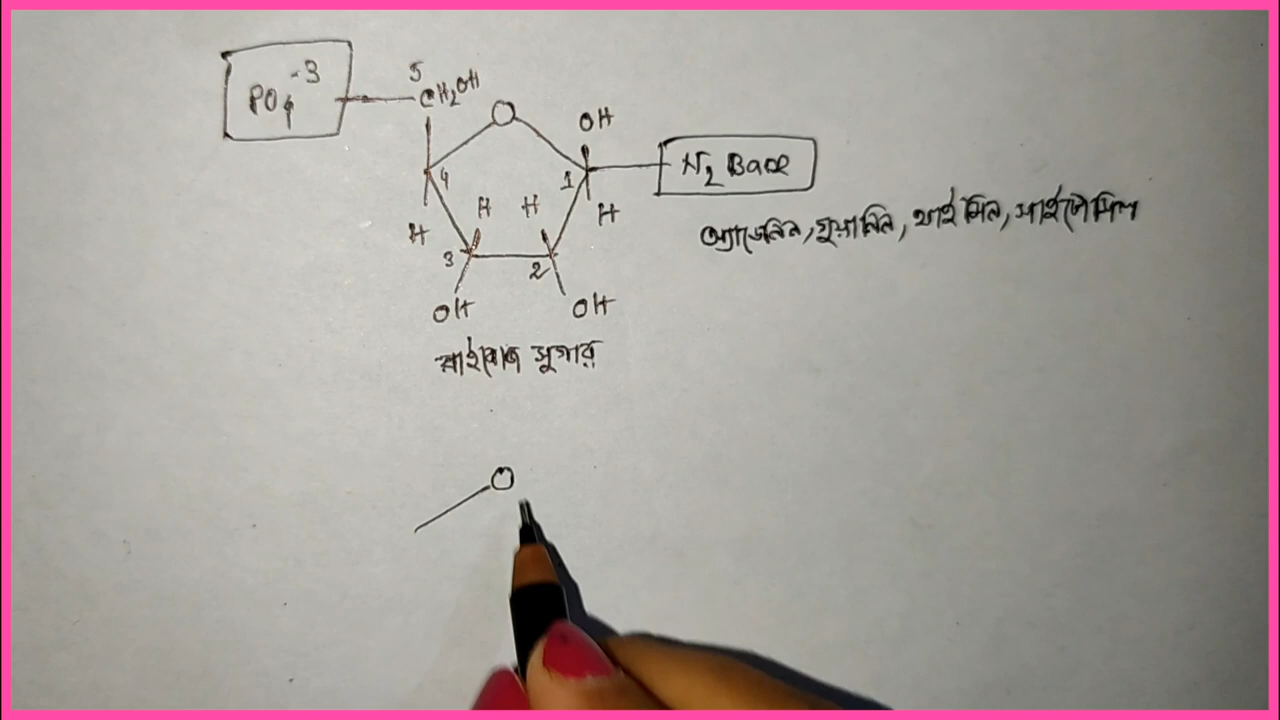 PO4 -3
5
CH2OH
O
OH
N2 Base
4
1
H H
H
H
3
2
OH
OH
অ্যাডেনিন, গুয়ানিন, থাইমিন, সাইটোসিন
রাইবোজ সুগার
O